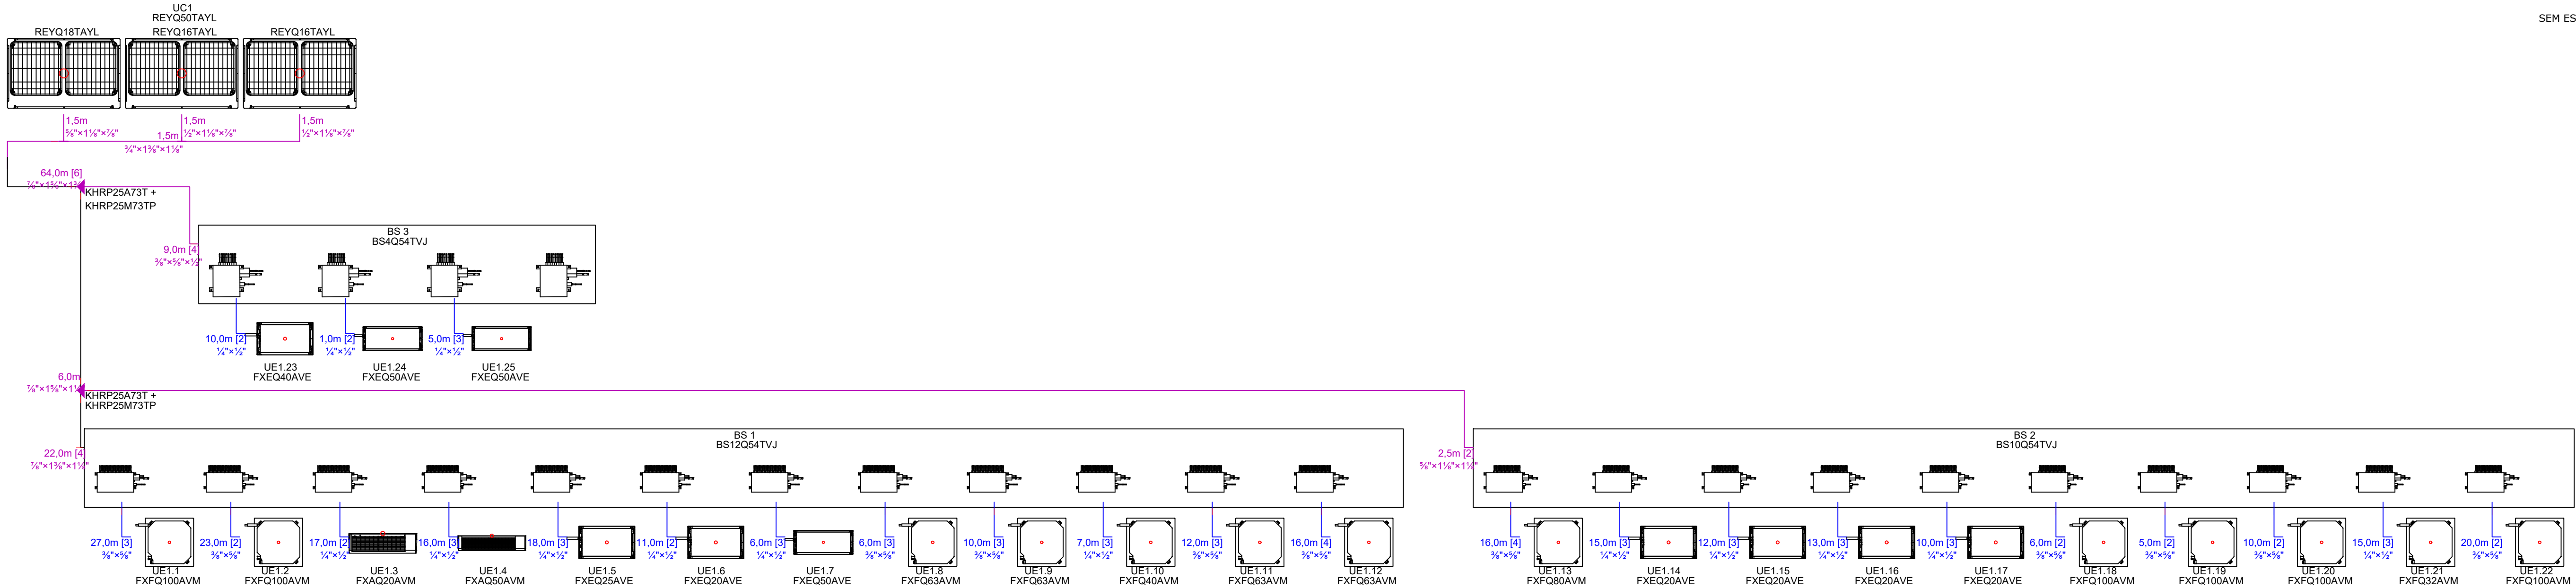 UC1
REYQ50TAYL
SEM ES
REYQ18TAYL
REYQ16TAYL
REYQ16TAYL
1,5m
⅝"×1⅛"×⅞"
1,5m
½"×1⅛"×⅞"
1,5m
½"×1⅛"×⅞"
1,5m
¾"×1⅜"×1⅛"
64,0m [6]
KHRP25A73T +
KHRP25M73TP
BS 3
BS4Q54TVJ
9,0m [4]
⅜"×⅝"×½"
10,0m [2]
¼"×½"
1,0m [2]
¼"×½"
5,0m [3]
¼"×½"
UE1.23
FXEQ40AVE
UE1.24
FXEQ50AVE
UE1.25
FXEQ50AVE
6,0m
KHRP25A73T +
KHRP25M73TP
BS 1
BS12Q54TVJ
22,0m [4]
27,0m [3]
⅜"×⅝"
23,0m [2]
⅜"×⅝"
17,0m [2]
¼"×½"
16,0m [3]
¼"×½"
18,0m [3]
¼"×½"
11,0m [2]
¼"×½"
6,0m [3]
¼"×½"
6,0m [3]
⅜"×⅝"
10,0m [3]
⅜"×⅝"
7,0m [3]
¼"×½"
12,0m [3]
⅜"×⅝"
16,0m [4]
⅜"×⅝"
UE1.1
FXFQ100AVM
UE1.2
FXFQ100AVM
UE1.3
FXAQ20AVM
UE1.4
FXAQ50AVM
UE1.5
FXEQ25AVE
UE1.6
FXEQ20AVE
UE1.7
FXEQ50AVE
UE1.8
FXFQ63AVM
UE1.9
FXFQ63AVM
UE1.10
FXFQ40AVM
UE1.11
FXFQ63AVM
UE1.12
FXFQ63AVM
BS 2
BS10Q54TVJ
2,5m [2]
16,0m [4]
⅜"×⅝"
15,0m [3]
¼"×½"
12,0m [3]
¼"×½"
13,0m [3]
¼"×½"
10,0m [3]
¼"×½"
6,0m [2]
⅜"×⅝"
5,0m [2]
⅜"×⅝"
10,0m [2]
⅜"×⅝"
15,0m [3]
¼"×½"
20,0m [2]
⅜"×⅝"
UE1.13
FXFQ80AVM
UE1.14
FXEQ20AVE
UE1.15
FXEQ20AVE
UE1.16
FXEQ20AVE
UE1.17
FXEQ20AVE
UE1.18
FXFQ100AVM
UE1.19
FXFQ100AVM
UE1.20
FXFQ100AVM
UE1.21
FXFQ32AVM
UE1.22
FXFQ100AVM